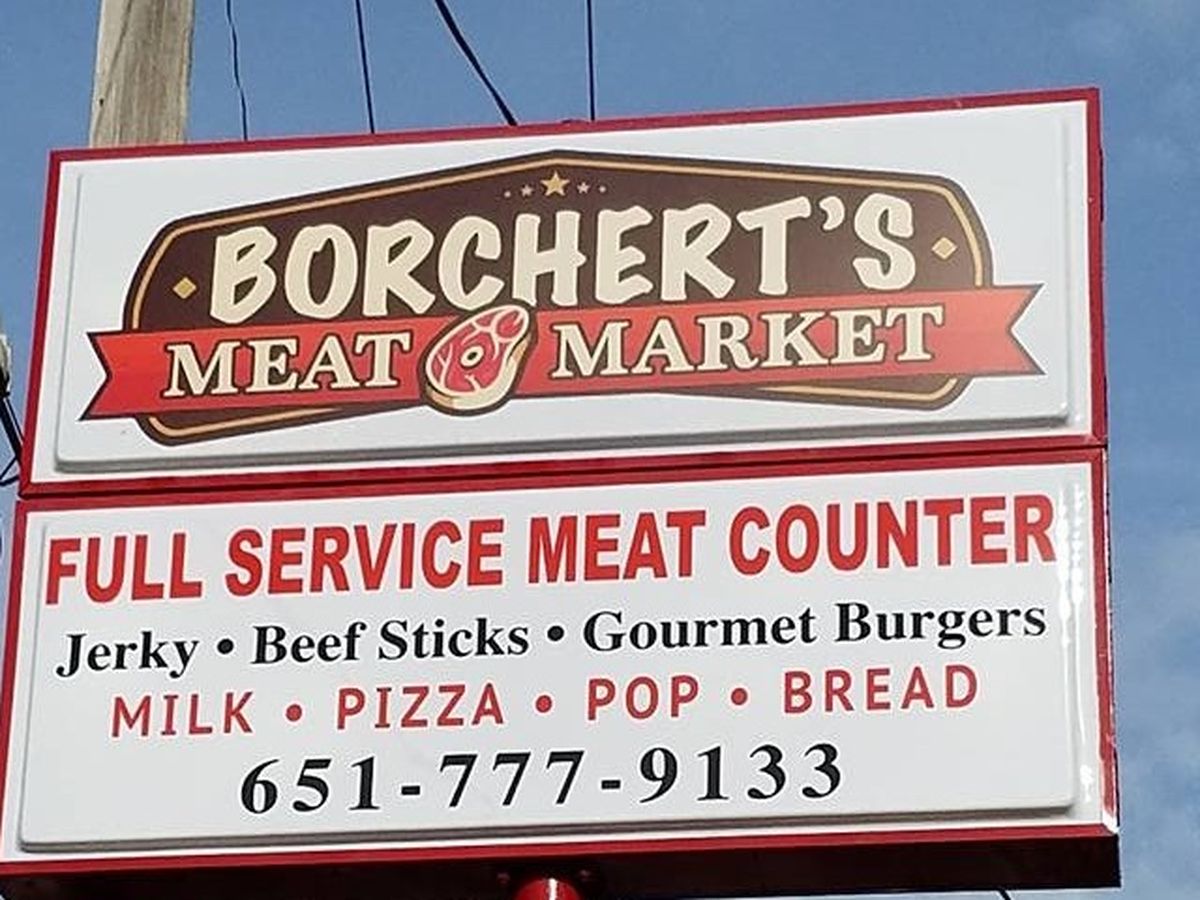 BORCHERT'S
MEAT MARKET
FULL SERVICE MEAT COUNTER
Jerky • Beef Sticks • Gourmet Burgers
MILK • PIZZA • POP • BREAD
651-777-9133